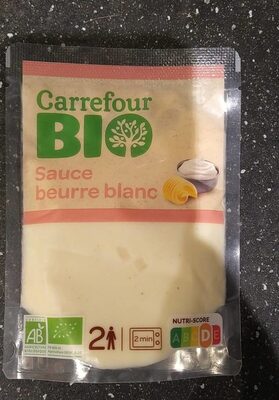 Carrefour
BIO
Sauce
beurre blanc
AB
2
2 min
NUTRI-SCORE
A B C D E